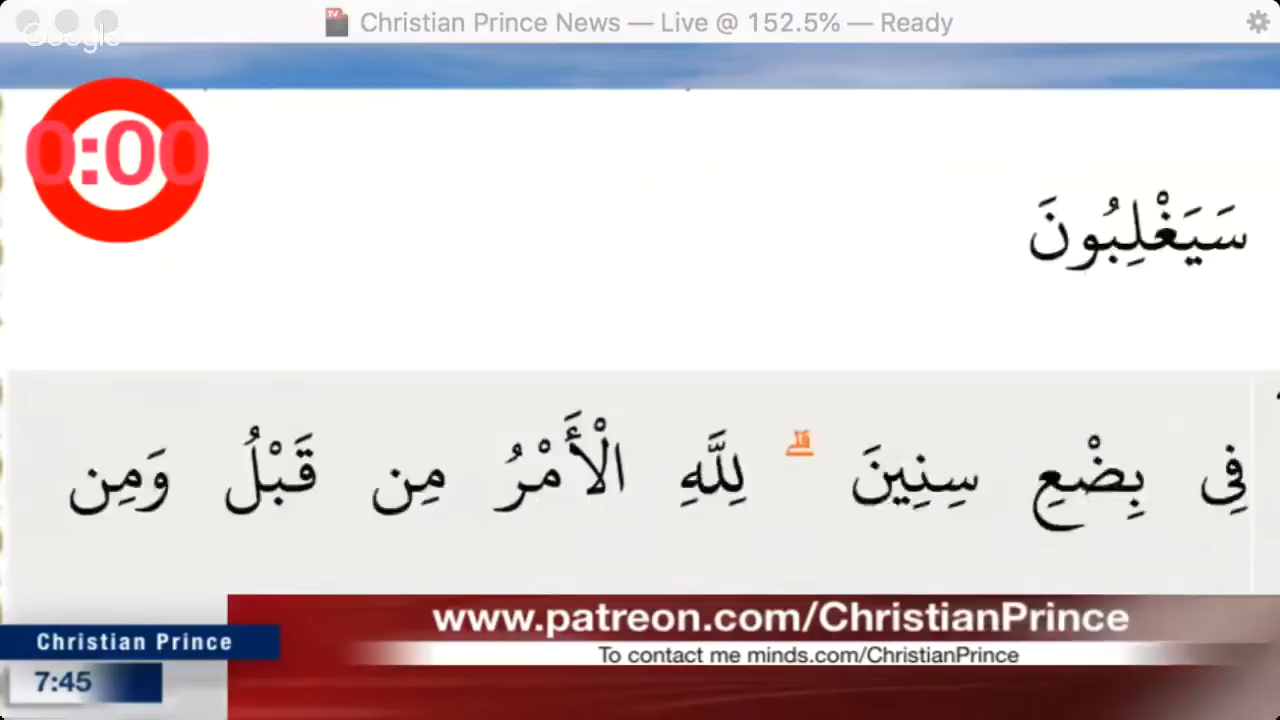 Christian Prince News — Live @ 152.5% — Ready
Google
0:00
سَيَغْلِبُونَ
فِى بِضْعِ سِنِينَ ۗ لِلَّهِ الْأَمْرُ مِن قَبْلُ وَمِن
www.patreon.com/ChristianPrince
To contact me minds.com/ChristianPrince
Christian Prince
7:45